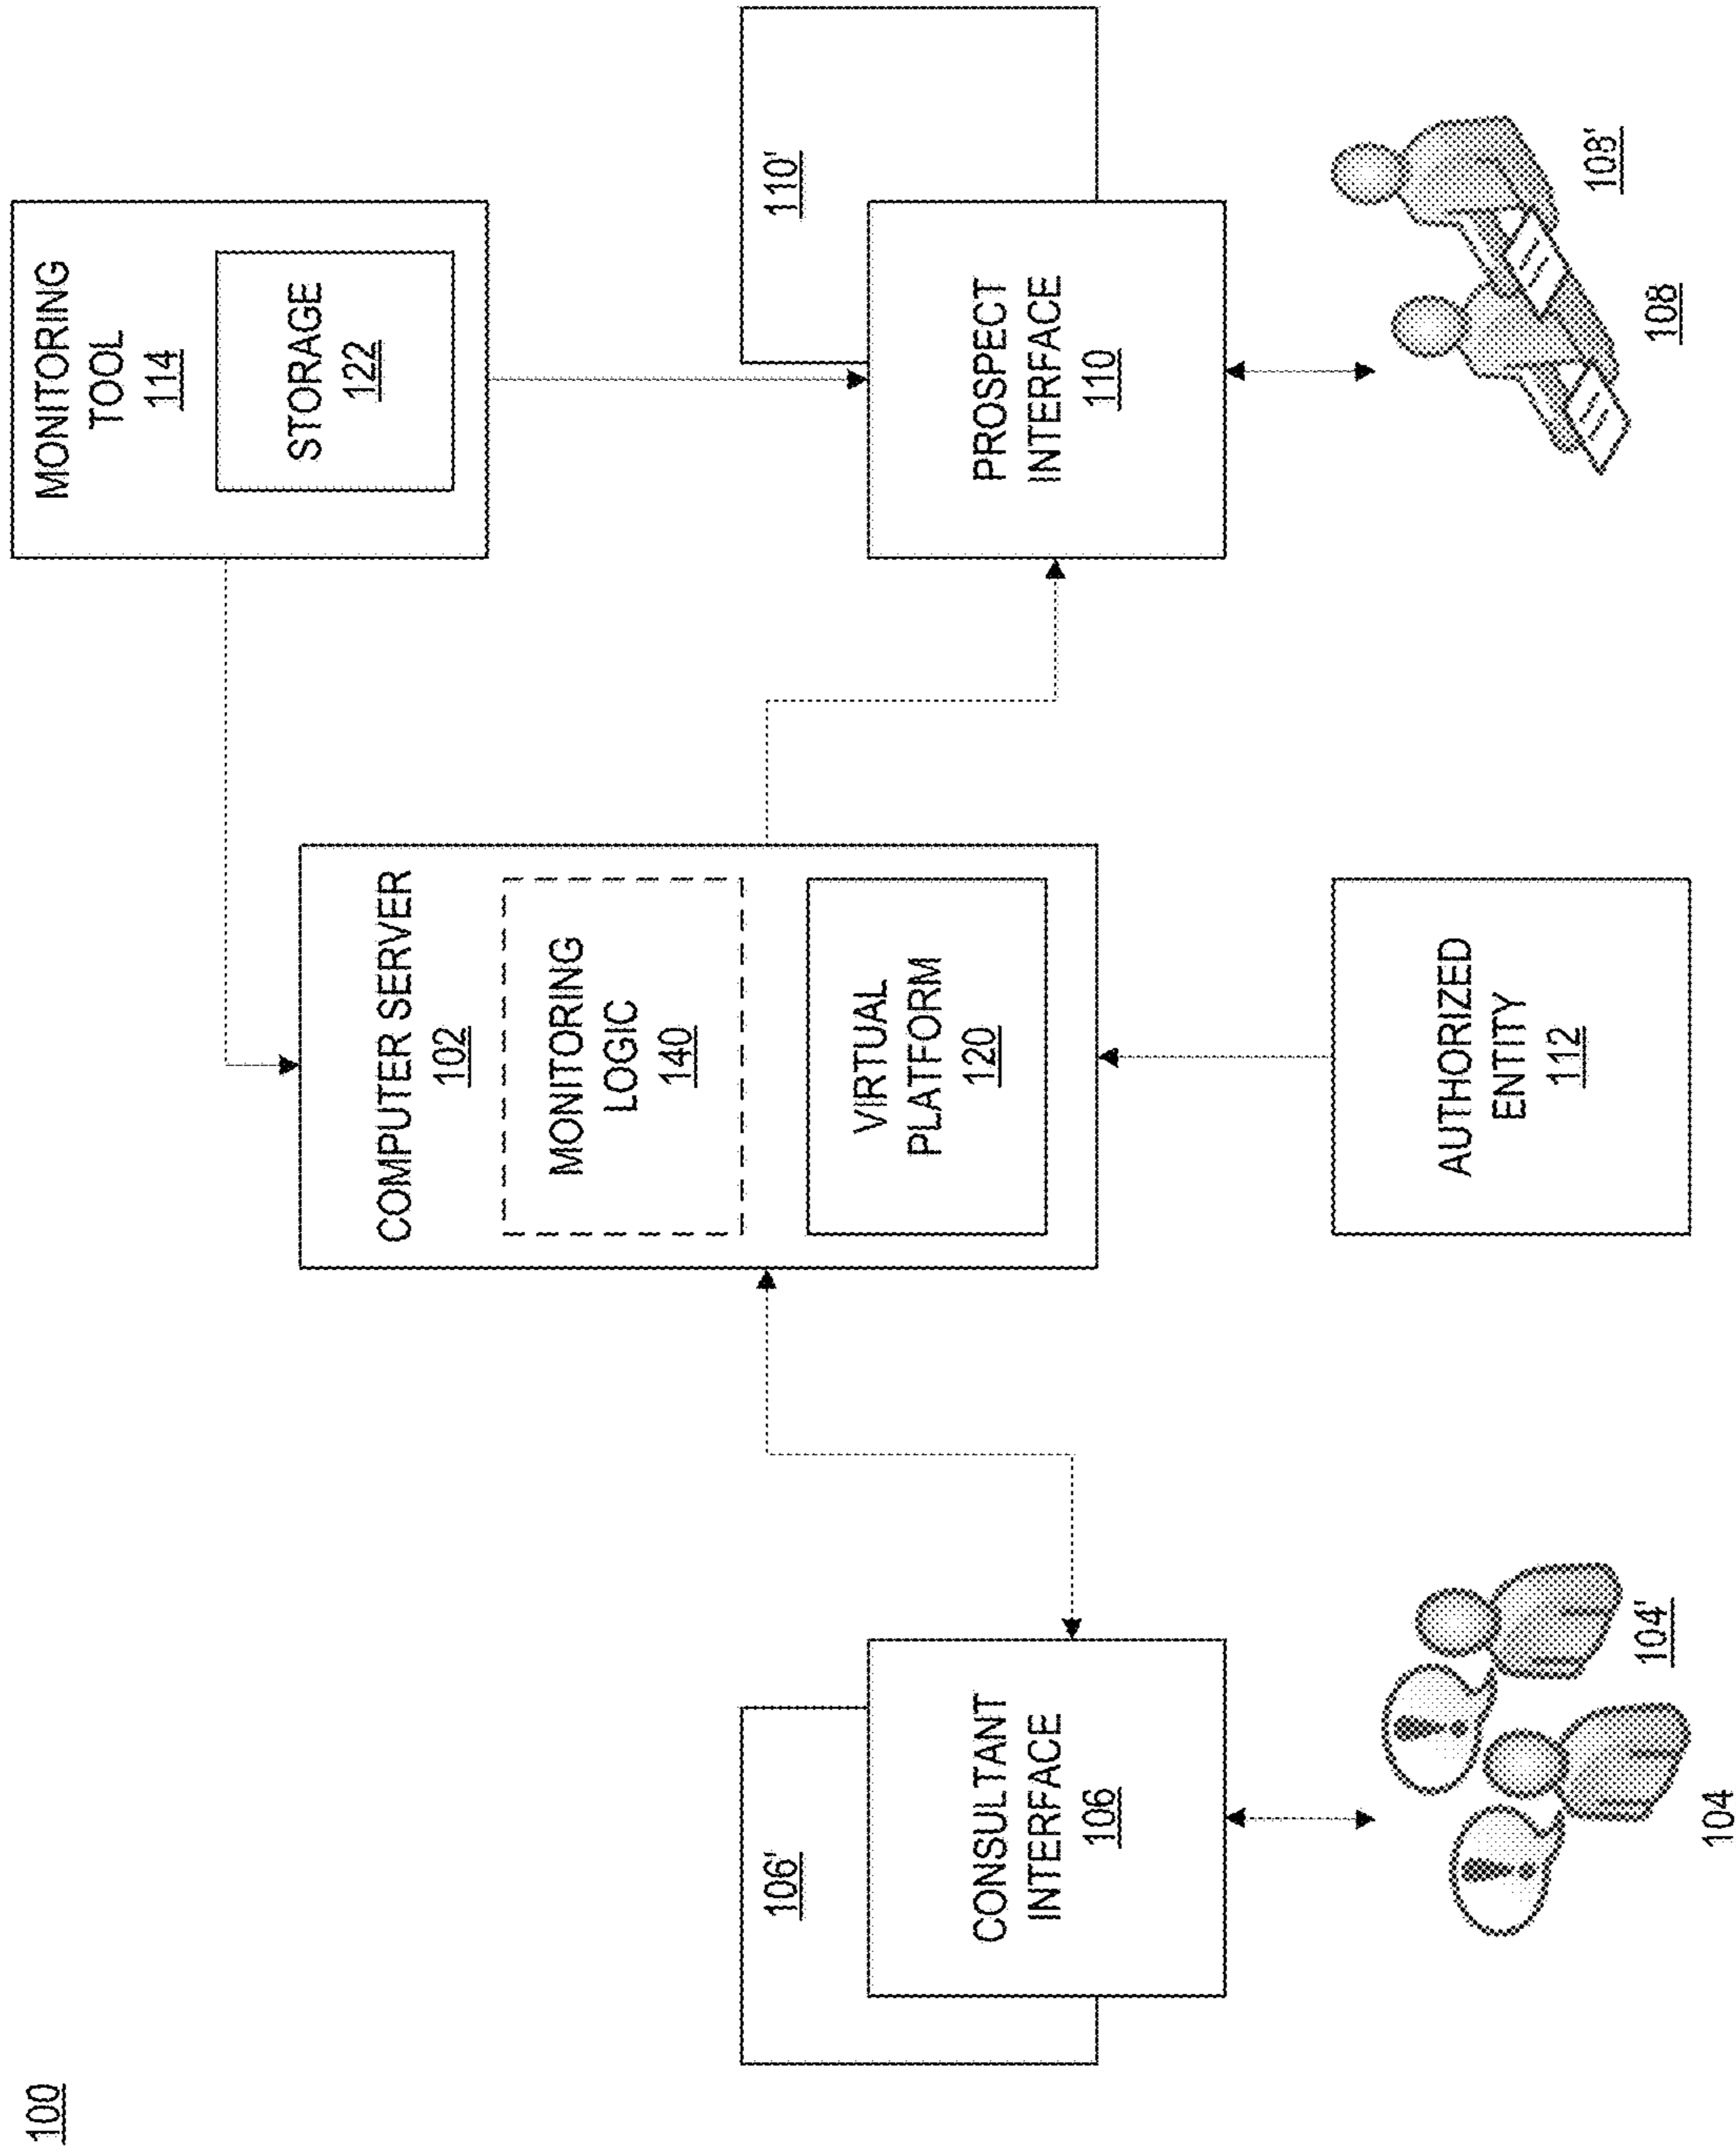 100
MONITORING
TOOL
114
STORAGE
122
COMPUTER SERVER
102
MONITORING
LOGIC
140
VIRTUAL
PLATFORM
120
106'
CONSULTANT
INTERFACE
106
110'
PROSPECT
INTERFACE
110
AUTHORIZED
ENTITY
112
104
104'
108
108'